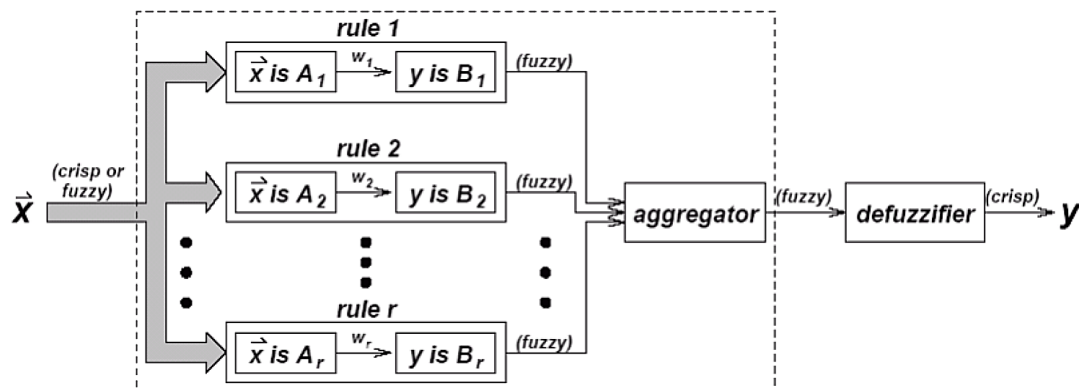 rule 1
x is A1
w1
y is B1
(fuzzy)
rule 2
(crisp or
fuzzy)
x
x is A2
w2
y is B2
(fuzzy)
aggregator
(fuzzy)
defuzzifier
(crisp)
y
rule r
x is Ar
wr
y is Br
(fuzzy)